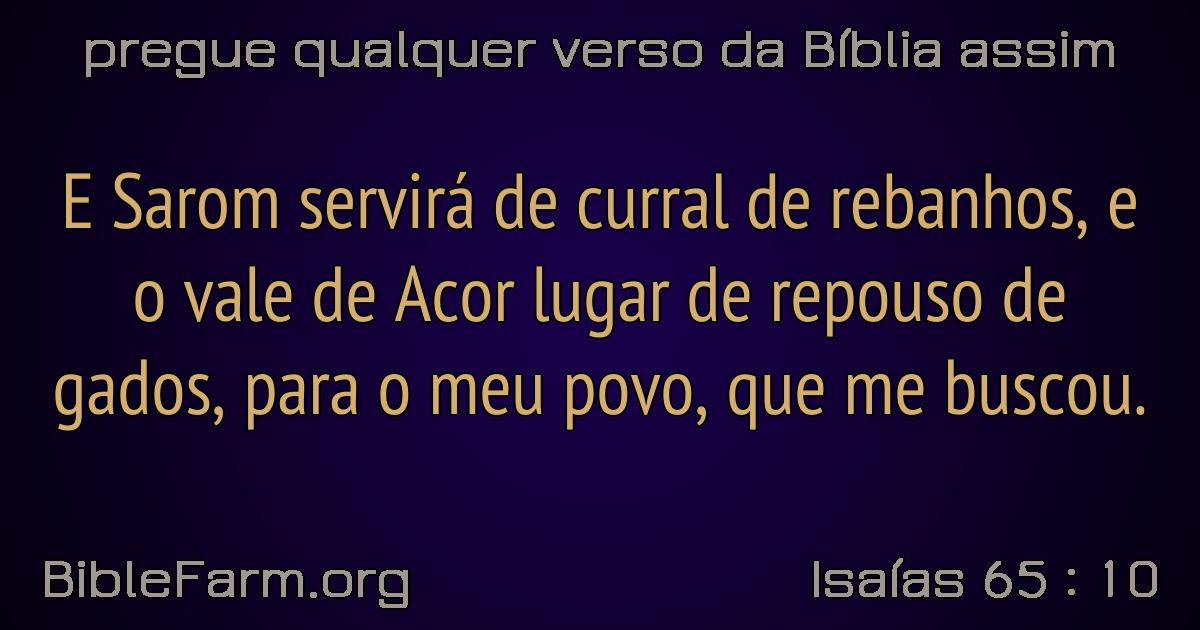 pregue qualquer verso da Bíblia assim
E Sarom servirá de curral de rebanhos, e
o vale de Acor lugar de repouso de
gados, para o meu povo, que me buscou.
BibleFarm.org
Isaías 65 : 10